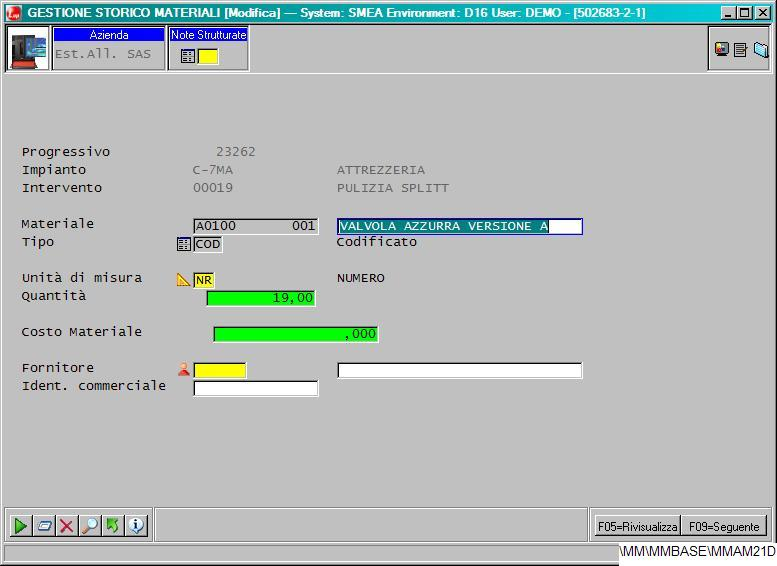 GESTIONE STORICO MATERIALI [Modifica] — System: SMEA Environment: D16 User: DEMO - [502683-2-1]
Azienda
Est.All. SAS
Note Strutturate
Progressivo 23262
Impianto C-7MA ATTREZZERIA
Intervento 00019 PULIZIA SPLITT
Materiale A0100 001 VALVOLA AZZURRA VERSIONE A
Tipo COD Codificato
Unità di misura NR NUMERO
Quantità 19,00
Costo Materiale ,000
Fornitore
Ident. commerciale
F05=Rivisualizza F09=Seguente
\MM\MMBASE\MMAM21D